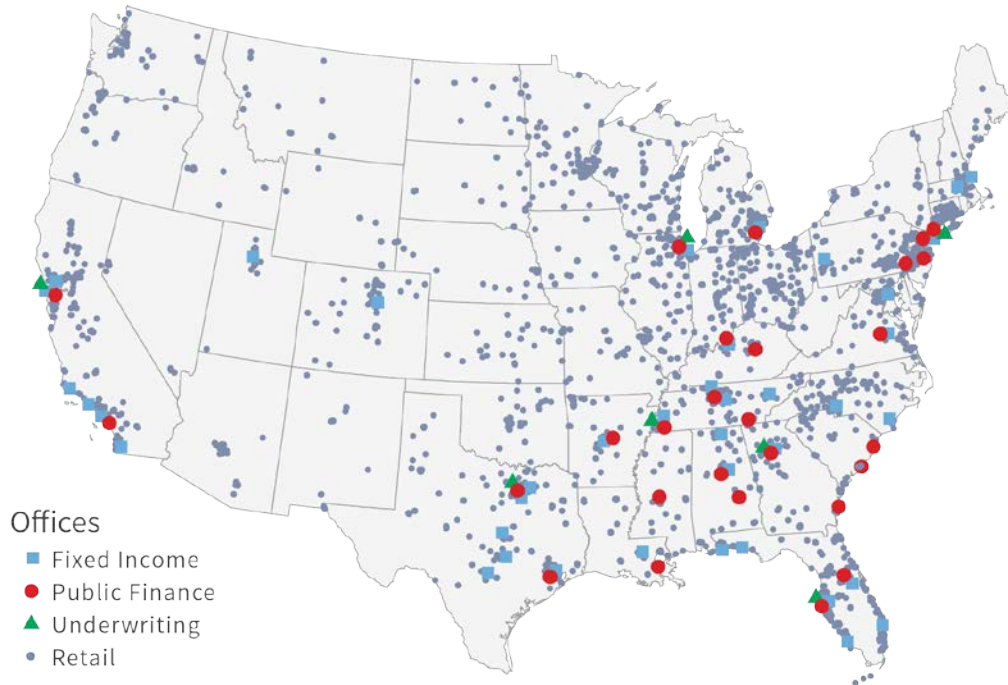 Offices
Fixed Income
Public Finance
Underwriting
Retail